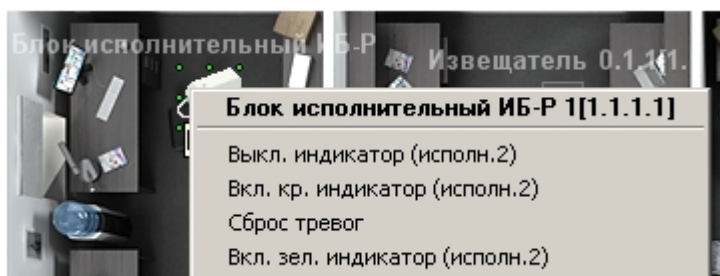 Блок исполнительный ИБ-Р
Извещатель 0.1.1[1.
Блок исполнительный ИБ-Р 1[1.1.1.1]
Выкл. индикатор (исполн.2)
Вкл. кр. индикатор (исполн.2)
Сброс тревог
Вкл. зел. индикатор (исполн.2)